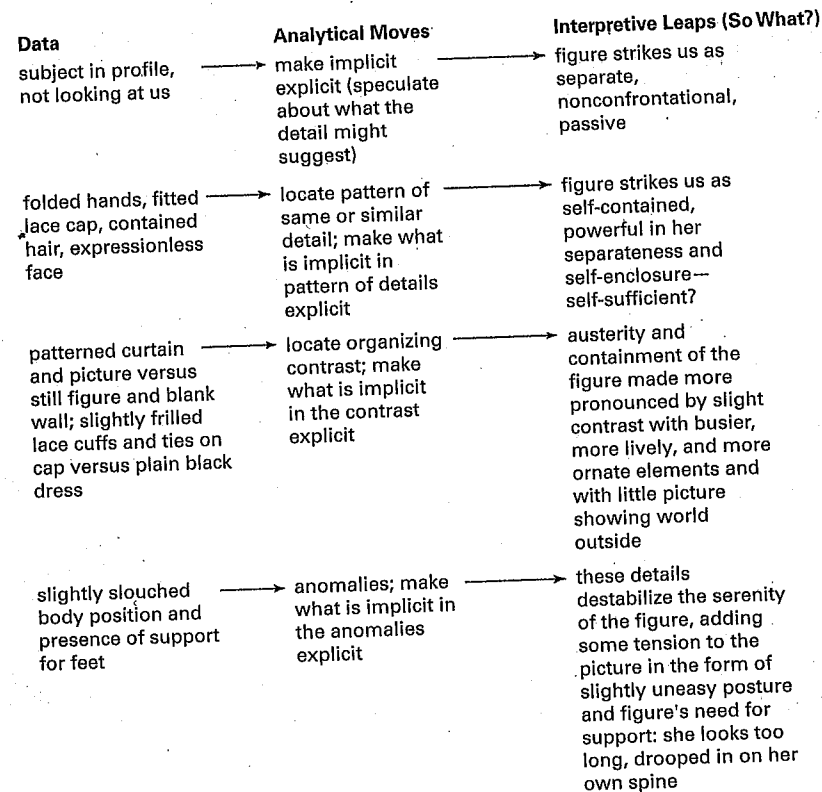 Data
Analytical Moves
Interpretive Leaps (So What?)
subject in profile,
not looking at us
make implicit
explicit (speculate
about what the
detail might
suggest)
figure strikes us as
separate,
nonconfrontational,
passive
folded hands, fitted
lace cap, contained
hair, expressionless
face
locate pattern of
same or similar
detail; make what
is implicit in
pattern of details
explicit
figure strikes us as
self-contained,
powerful in her
separateness and
self-enclosure—
self-sufficient?
patterned curtain
and picture versus
still figure and blank
wall; slightly frilled
lace cuffs and ties on
cap versus plain black
dress
locate organizing
contrast; make
what is implicit
in the contrast
explicit
austerity and
containment of the
figure made more
pronounced by slight
contrast with busier,
more lively, and more
ornate elements and
with little picture
showing world
outside
slightly slouched
body position and
presence of support
for feet
anomalies; make
what is implicit in
the anomalies
explicit
these details
destabilize the serenity
of the figure, adding
some tension to the
picture in the form of
slightly uneasy posture
and figure's need for
support: she looks too
long, drooped in on her
own spine